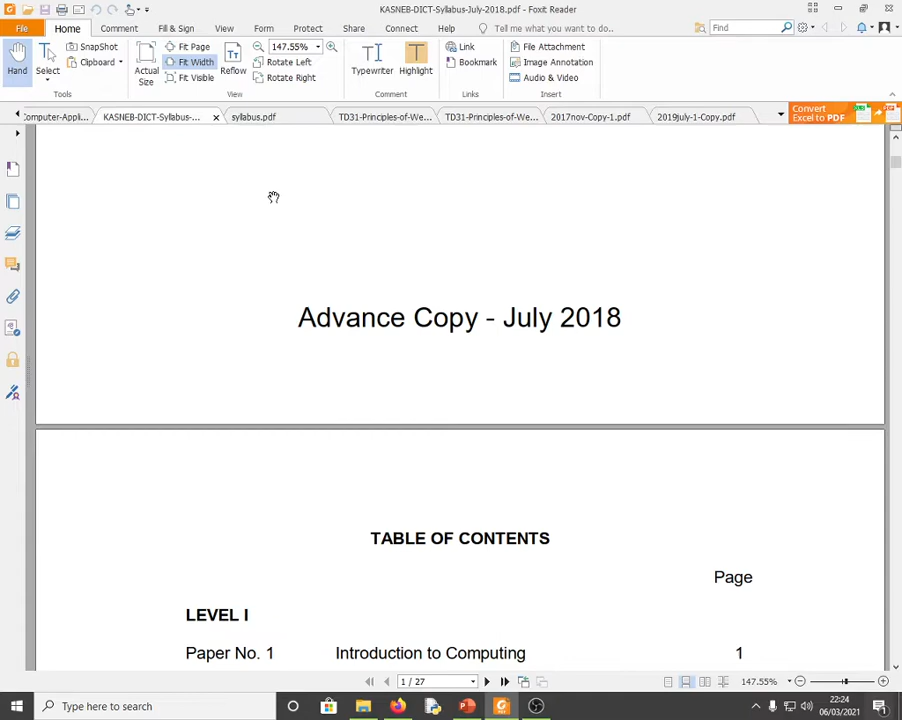 KASNEB-DICT-Syllabus-July-2018.pdf - Foxit Reader
File Home Comment Fill & Sign View Form Protect Share Connect Help Tell me what you want to do.. Find
Hand
Select
SnapShot
Clipboard
Tools
Actual Size
Fit Page
Fit Width
Fit Visible
Reflow
147.55%
Rotate Left
Rotate Right
View
Typewriter
Highlight
Comment
Link
Bookmark
Links
File Attachment
Image Annotation
Audio & Video
Insert
Computer-Appli... KASNEB-DICT-Syllabus-... syllabus.pdf TD31-Principles-of-We... TD31-Principles-of-We... 2017nov-Copy-1.pdf 2019july-1-Copy.pdf
Convert
Excel to PDF
Advance Copy - July 2018
TABLE OF CONTENTS
Page
LEVEL I
Paper No. 1 Introduction to Computing 1
1 / 27 147.55%
Type here to search
22:24
06/03/2021